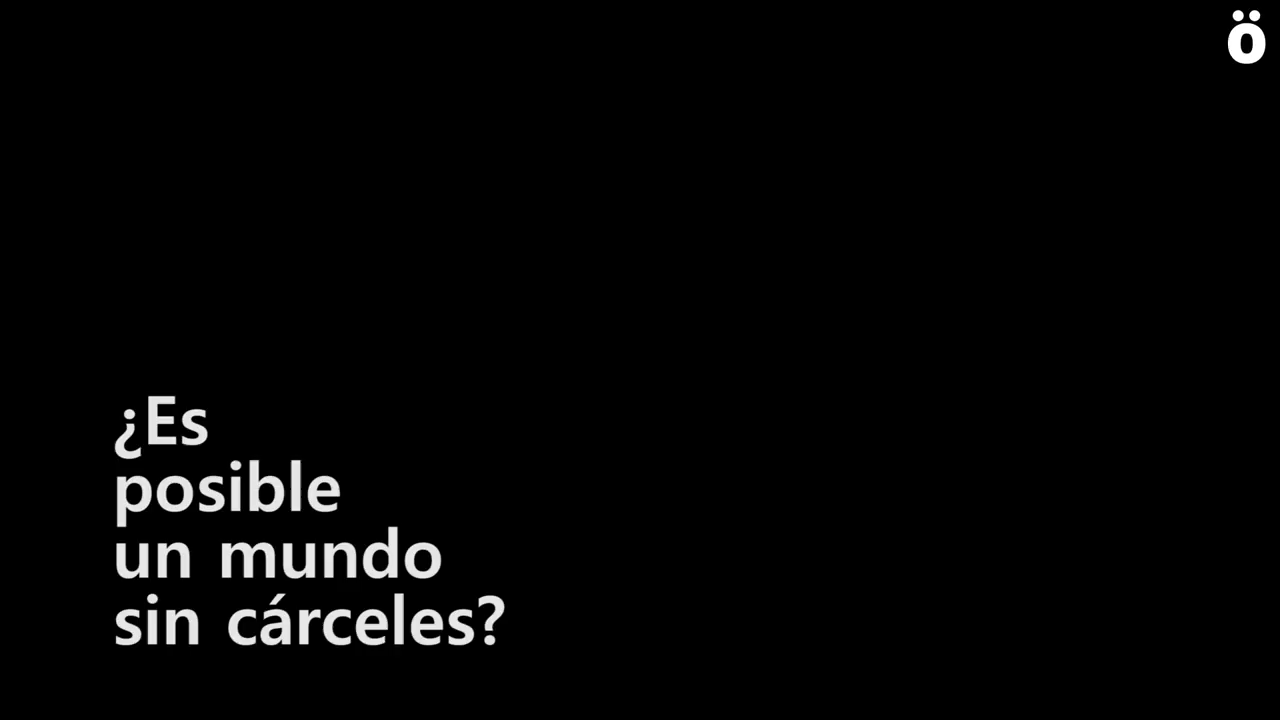 ö
¿Es
posible
un mundo
sin cárceles?